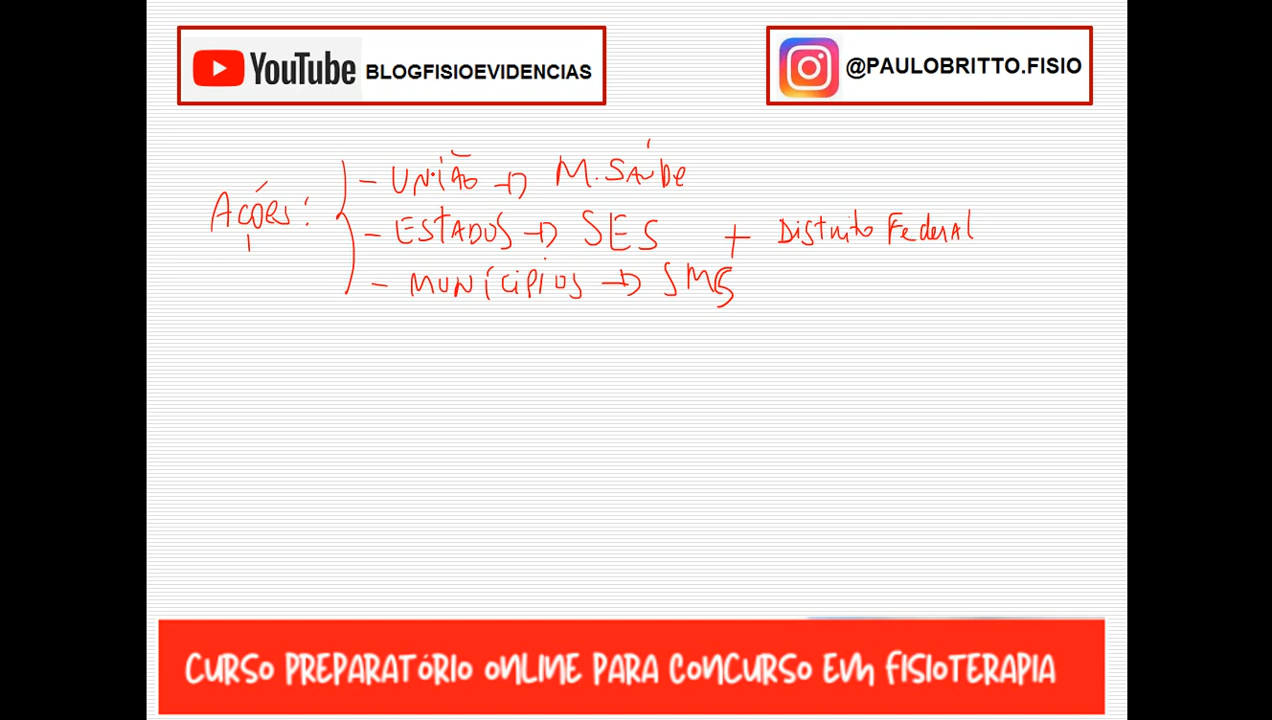 YouTube BLOGFISIOEVIDENCIAS
@PAULOBRITTO.FISIO
Ações:
- UNIÃO → M. SAÚDE
- ESTADOS → SES + Distrito Federal
- MUNÍCIPIOS → SMS
CURSO PREPARATÓRIO ONLINE PARA CONCURSO EM FISIOTERAPIA